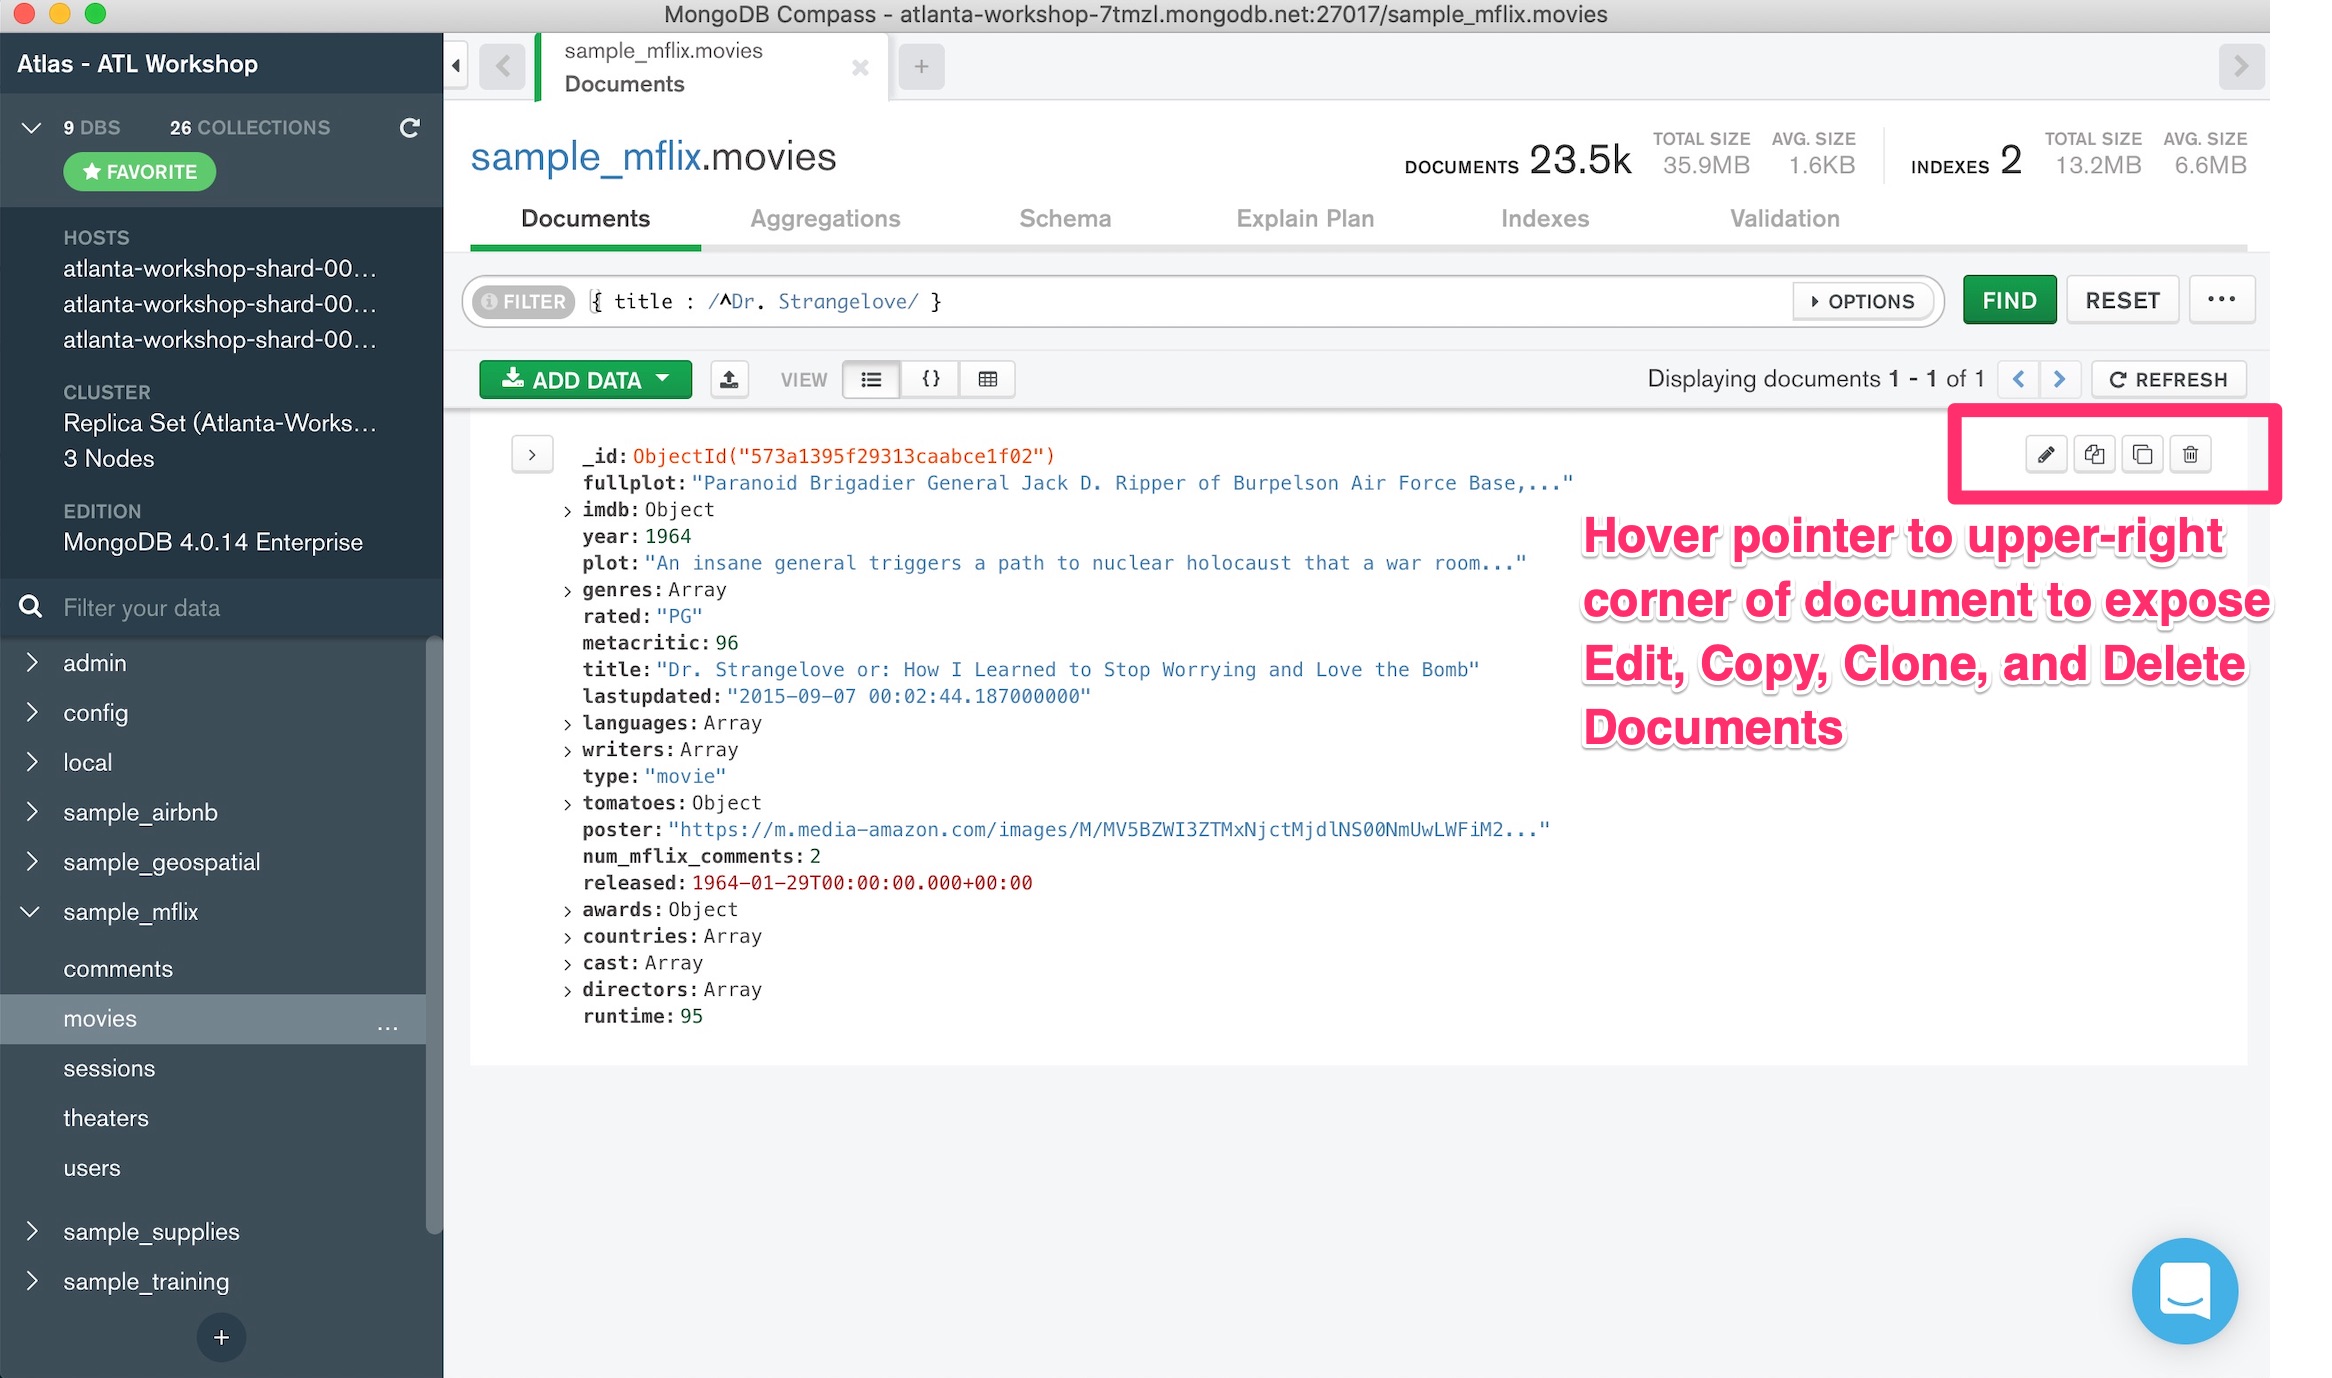 MongoDB Compass - atlanta-workshop-7tmzl.mongodb.net:27017/sample_mflix.movies
Atlas - ATL Workshop
9 DBS 26 COLLECTIONS
FAVORITE
HOSTS
atlanta-workshop-shard-00...
atlanta-workshop-shard-00...
atlanta-workshop-shard-00...
CLUSTER
Replica Set (Atlanta-Works...
3 Nodes
EDITION
MongoDB 4.0.14 Enterprise
Filter your data
admin
config
local
sample_airbnb
sample_geospatial
sample_mflix
comments
movies ...
sessions
theaters
users
sample_supplies
sample_training
+
sample_mflix.movies
Documents
+
sample_mflix.movies
DOCUMENTS 23.5k TOTAL SIZE 35.9MB AVG. SIZE 1.6KB INDEXES 2 TOTAL SIZE 13.2MB AVG. SIZE 6.6MB
Documents Aggregations Schema Explain Plan Indexes Validation
FILTER { title : /^Dr. Strangelove/ } OPTIONS FIND RESET ...
ADD DATA VIEW {} Displaying documents 1 - 1 of 1 < > REFRESH
_id: ObjectId("573a1395f29313caabce1f02")
fullplot: "Paranoid Brigadier General Jack D. Ripper of Burpelson Air Force Base,..."
> imdb: Object
year: 1964
plot: "An insane general triggers a path to nuclear holocaust that a war room..."
> genres: Array
rated: "PG"
metacritic: 96
title: "Dr. Strangelove or: How I Learned to Stop Worrying and Love the Bomb"
lastupdated: "2015-09-07 00:02:44.187000000"
> languages: Array
> writers: Array
type: "movie"
> tomatoes: Object
poster: "https://m.media-amazon.com/images/M/MV5BZWI3ZTMxNjctMjdlNS00NmUwLWFiM2..."
num_mflix_comments: 2
released: 1964-01-29T00:00:00.000+00:00
> awards: Object
> countries: Array
> cast: Array
> directors: Array
runtime: 95
Hover pointer to upper-right
corner of document to expose
Edit, Copy, Clone, and Delete
Documents